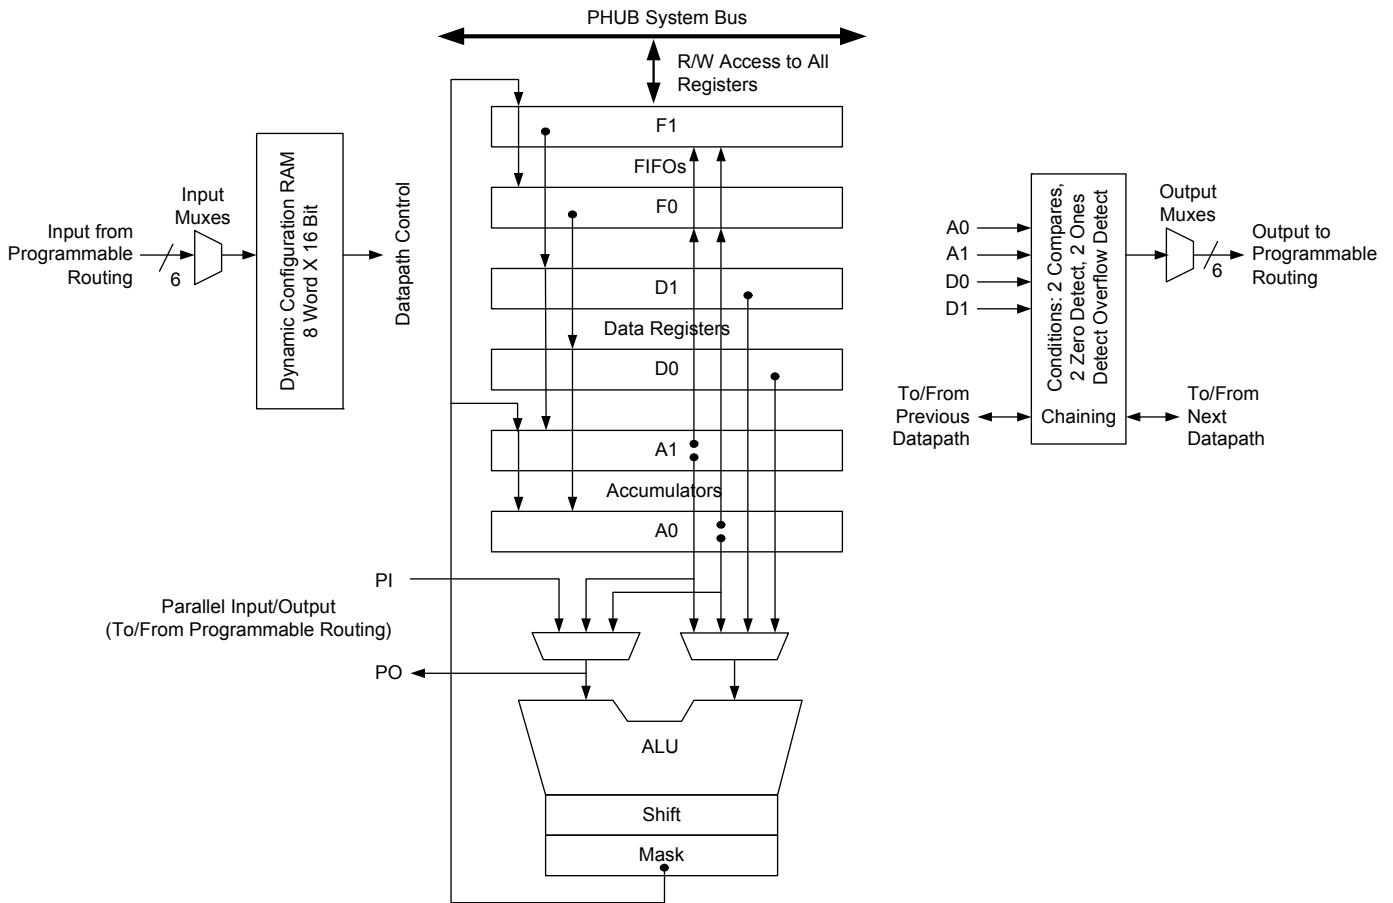 PHUB System Bus
R/W Access to All
Registers
F1
FIFOs
F0
D1
Data Registers
D0
A1
Accumulators
A0
Input from
Programmable
Routing
6
Input
Muxes
Dynamic Configuration RAM
8 Word X 16 Bit
Datapath Control
PI
Parallel Input/Output
(To/From Programmable Routing)
PO
ALU
Shift
Mask
A0
A1
D0
D1
Conditions: 2 Compares,
2 Zero Detect, 2 Ones
Detect Overflow Detect
Output
Muxes
6
Output to
Programmable
Routing
To/From
Previous
Datapath
Chaining
To/From
Next
Datapath